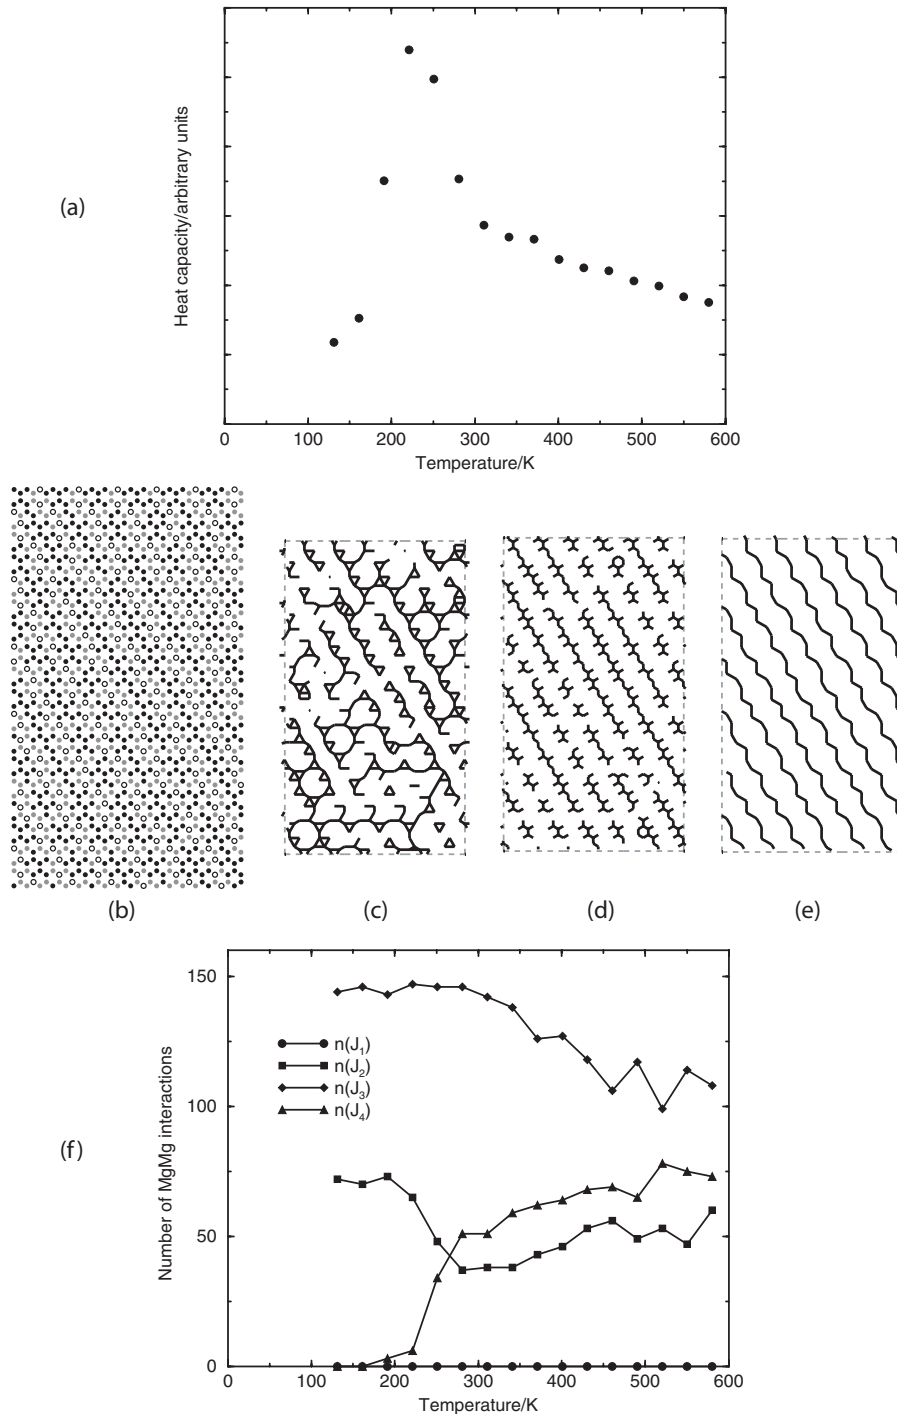 (a)
Heat capacity/arbitrary units
0 100 200 300 400 500 600
Temperature/K
(b) (c) (d) (e)
(f)
Number of MgMg interactions
150
100
50
0
n(J1)
n(J2)
n(J3)
n(J4)
0 100 200 300 400 500 600
Temperature/K